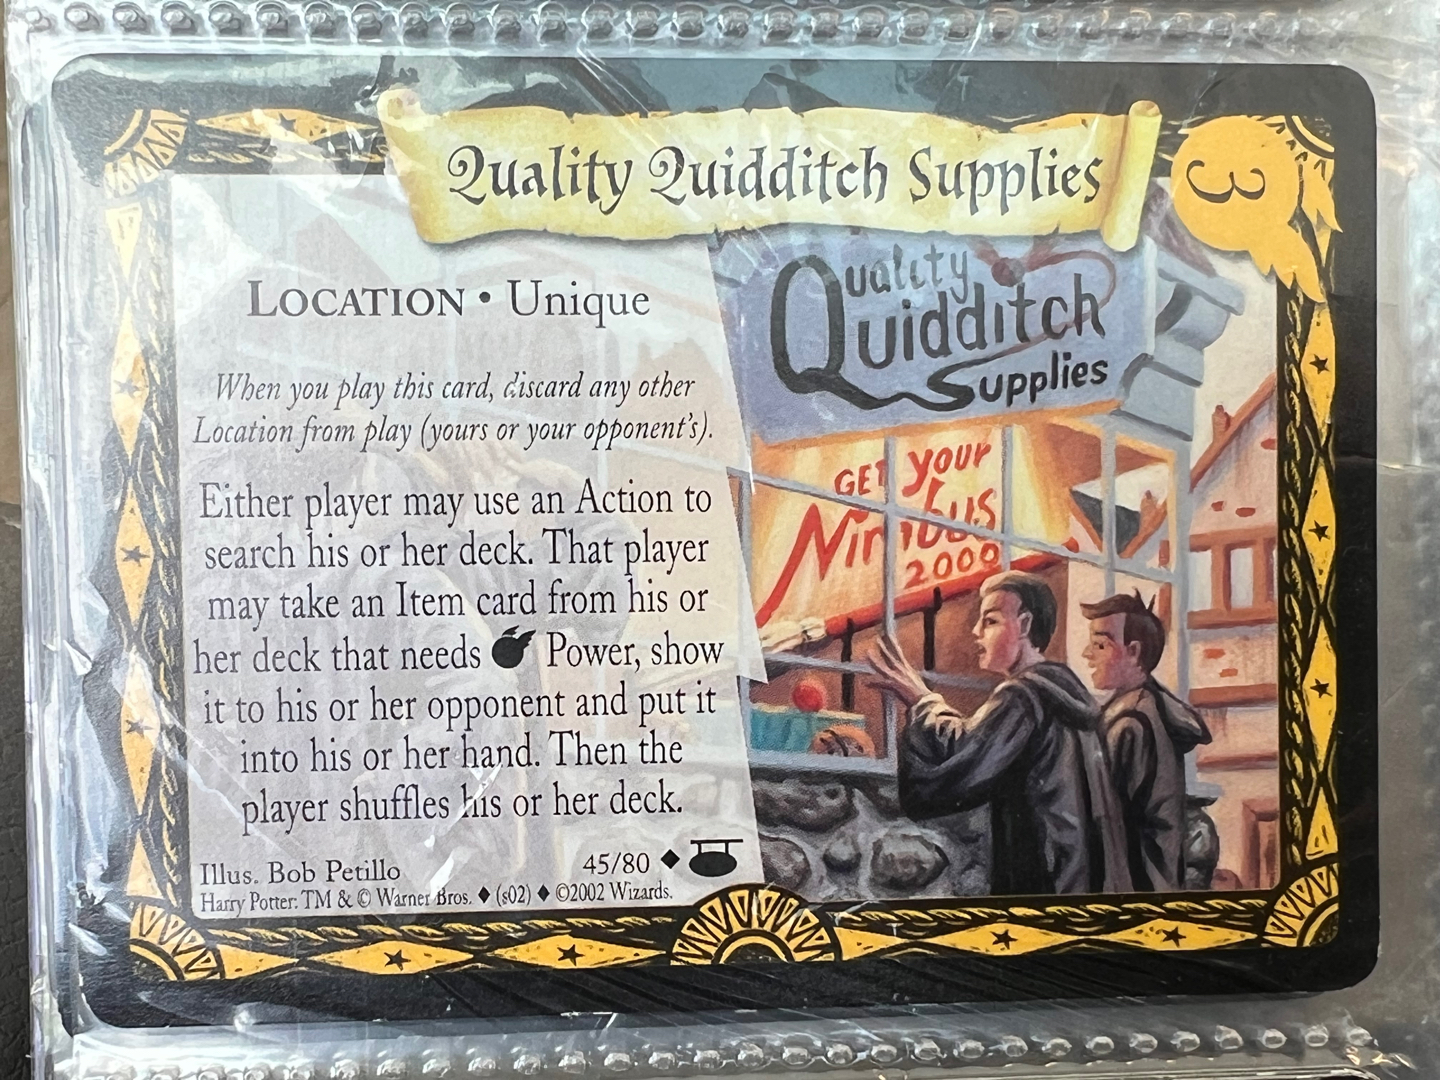 Quality Quidditch Supplies
3
LOCATION • Unique
When you play this card, discard any other
Location from play (yours or your opponent's).
Either player may use an Action to
search his or her deck. That player
may take an Item card from his or
her deck that needs Power, show
it to his or her opponent and put it
into his or her hand. Then the
player shuffles his or her deck.
Illus. Bob Petillo
45/80
Harry Potter: TM & © Warner Bros. ♦ (s02) ♦ ©2002 Wizards.
Quality
Quidditch
Supplies
GET your
Nimbus
2000